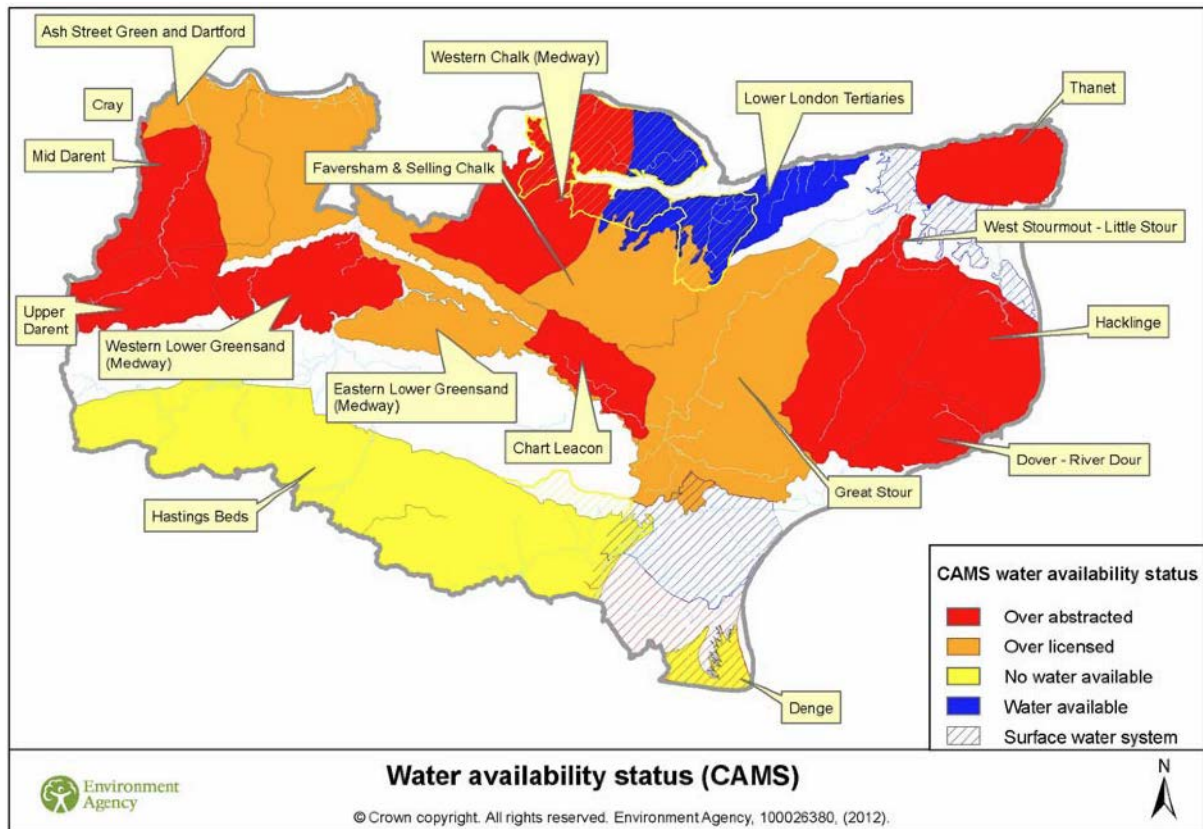 Ash Street Green and Dartford
Western Chalk (Medway)
Thanet
Cray
Lower London Tertiaries
Mid Darent
Faversham & Selling Chalk
West Stourmout - Little Stour
Upper
Darent
Hacklinge
Western Lower Greensand
(Medway)
Eastern Lower Greensand
(Medway)
Chart Leacon
Dover - River Dour
Great Stour
Hastings Beds
Denge
CAMS water availability status
Over abstracted
Over licensed
No water available
Water available
Surface water system
Environment
Agency
Water availability status (CAMS)
© Crown copyright. All rights reserved. Environment Agency, 100026380, (2012).
N